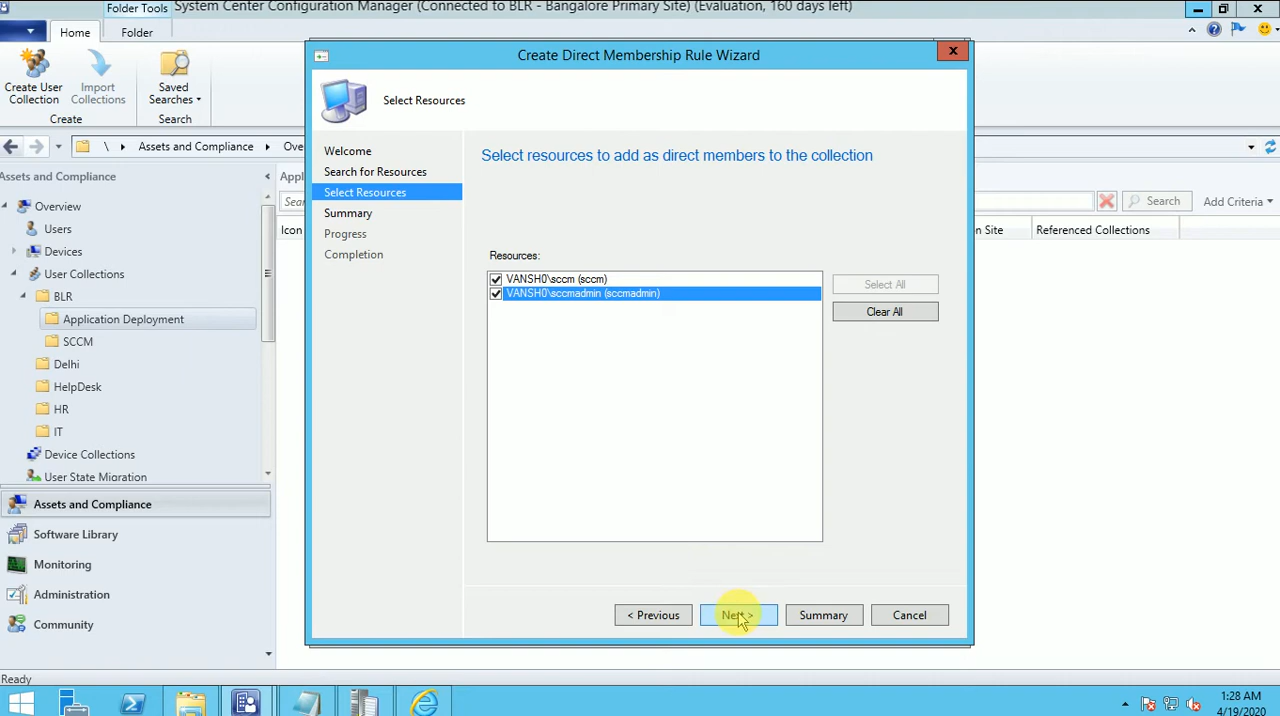 Folder Tools
System Center Configuration Manager (Connected to BLR - Bangalore Primary Site) (Evaluation, 160 days left)
Home
Folder
Create User
Collection
Import
Collections
Saved
Searches
Create
Search
\
Assets and Compliance
Ove
Assets and Compliance
Overview
Users
Devices
User Collections
BLR
Application Deployment
SCCM
Delhi
HelpDesk
HR
IT
Device Collections
User State Migration
Assets and Compliance
Software Library
Monitoring
Administration
Community
Ready
Appl
Sear
Icon
Search
Add Criteria
n Site
Referenced Collections
Create Direct Membership Rule Wizard
Select Resources
Welcome
Search for Resources
Select Resources
Summary
Progress
Completion
Select resources to add as direct members to the collection
Resources:
VANSH0\sccm (sccm)
VANSH0\sccmadmin (sccmadmin)
Select All
Clear All
< Previous
Next >
Summary
Cancel
1:28 AM
4/19/2020